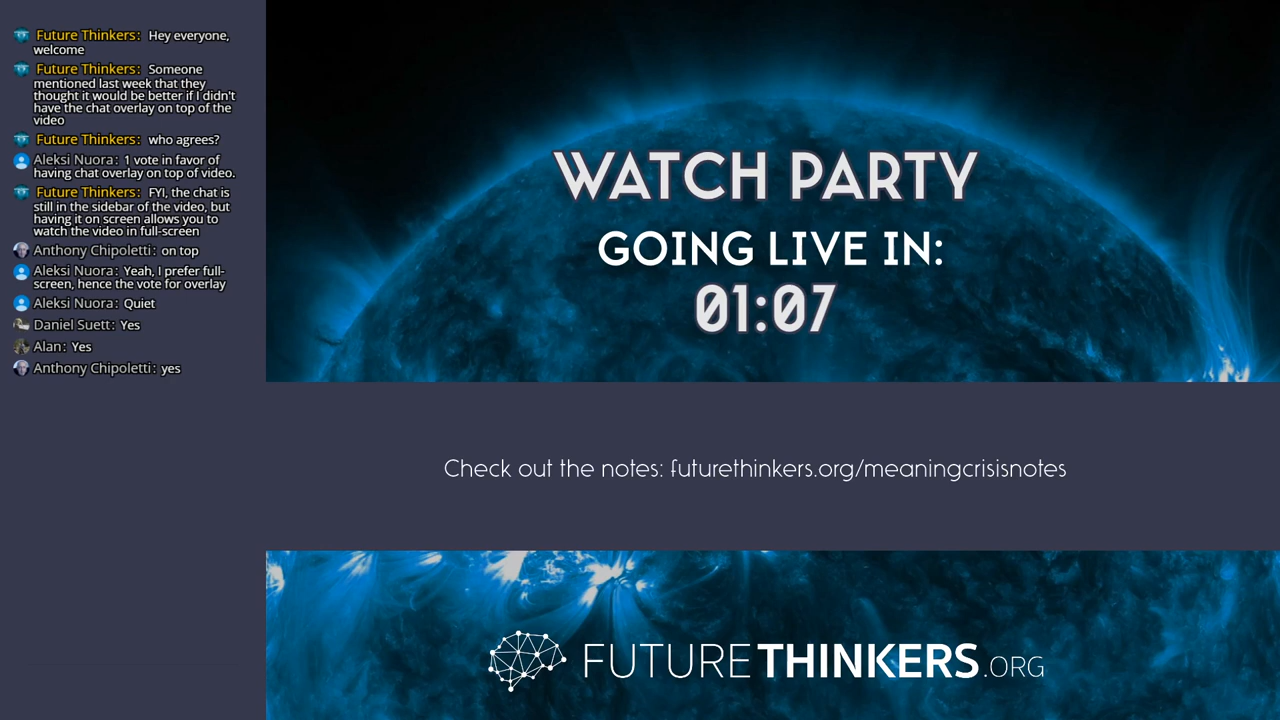 Future Thinkers: Hey everyone,
welcome
Future Thinkers: Someone
mentioned last week that they
thought it would be better if I didn't
have the chat overlay on top of the
video
Future Thinkers: who agrees?
Aleksi Nuora: 1 vote in favor of
having chat overlay on top of video.
Future Thinkers: FYI, the chat is
still in the sidebar of the video, but
having it on screen allows you to
watch the video in full-screen
Anthony Chipoletti: on top
Aleksi Nuora: Yeah, I prefer full-
screen, hence the vote for overlay
Aleksi Nuora: Quiet
Daniel Suett: Yes
Alan: Yes
Anthony Chipoletti: yes
WATCH PARTY
GOING LIVE IN:
01:07
Check out the notes: futurethinkers.org/meaningcrisisnotes
FUTURETHINKERS.ORG